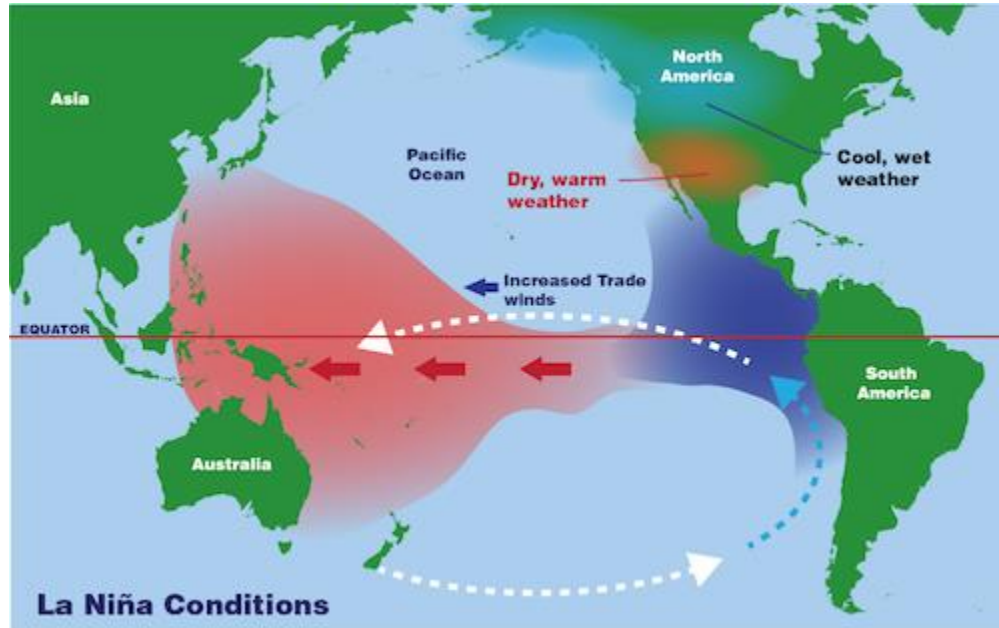 North
America
Asia
Pacific
Ocean
Cool, wet
weather
Dry, warm
weather
Increased Trade
winds
EQUATOR
South
America
Australia
La Niña Conditions